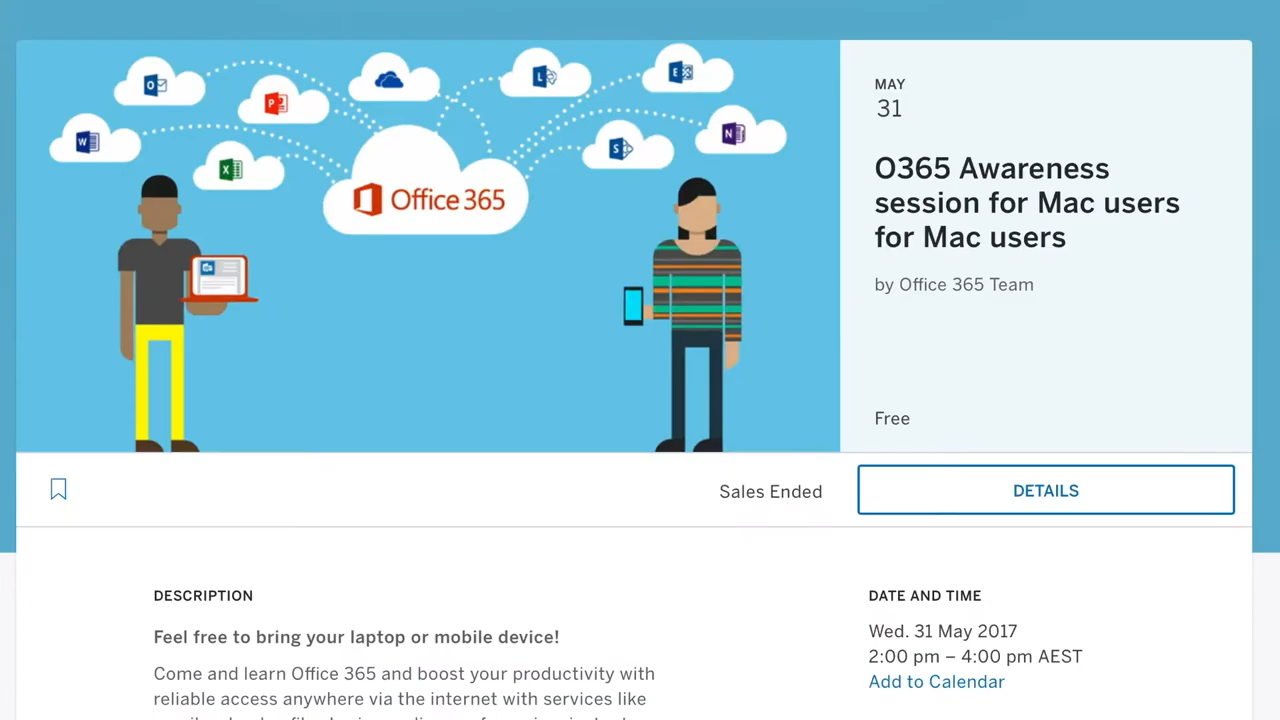 Office 365
O
P
L
E
W
X
S
N
MAY
31
O365 Awareness
session for Mac users
for Mac users
by Office 365 Team
Free
Sales Ended
DETAILS
DESCRIPTION
Feel free to bring your laptop or mobile device!
Come and learn Office 365 and boost your productivity with
reliable access anywhere via the internet with services like
DATE AND TIME
Wed. 31 May 2017
2:00 pm – 4:00 pm AEST
Add to Calendar